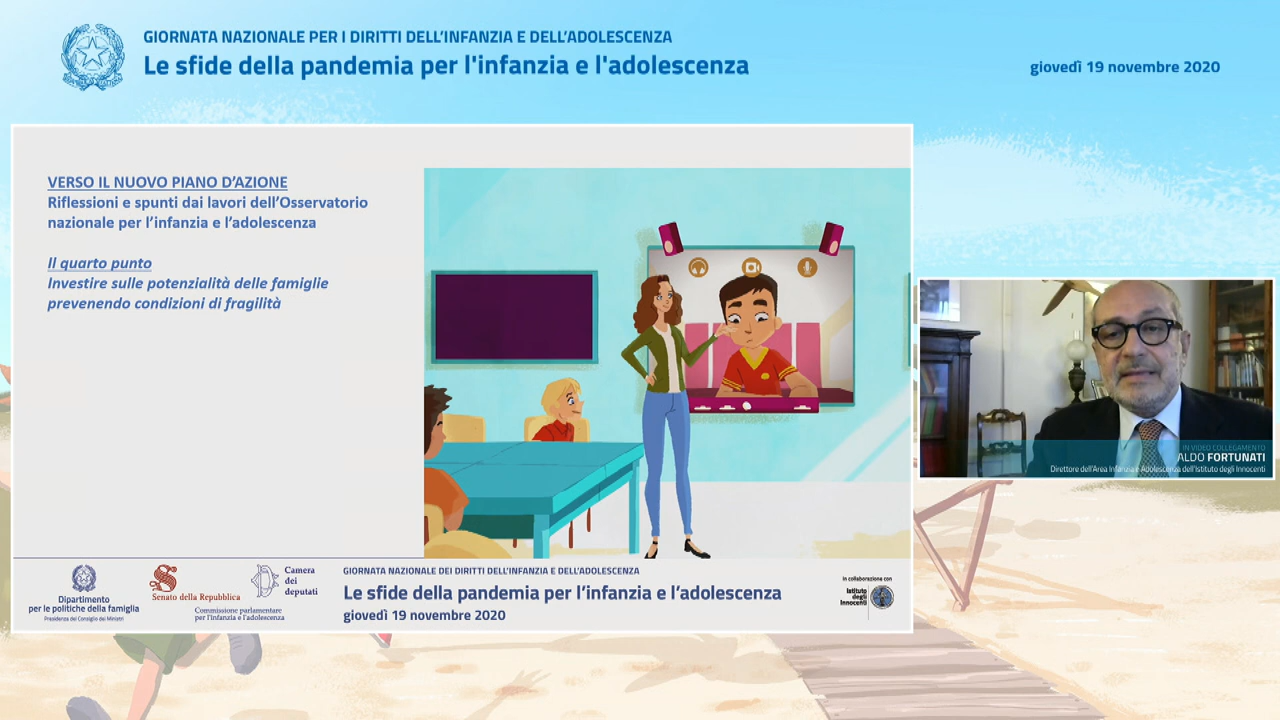 GIORNATA NAZIONALE PER I DIRITTI DELL'INFANZIA E DELL'ADOLESCENZA
Le sfide della pandemia per l'infanzia e l'adolescenza
giovedì 19 novembre 2020
VERSO IL NUOVO PIANO D'AZIONE
Riflessioni e spunti dai lavori dell'Osservatorio
nazionale per l'infanzia e l'adolescenza
Il quarto punto
Investire sulle potenzialità delle famiglie
prevenendo condizioni di fragilità
IN VIDEO COLLEGAMENTO
ALDO FORTUNATI
Direttore dell'Area Infanzia e Adolescenza dell'Istituto degli Innocenti
Dipartimento
per le politiche della famiglia
Presidenza del Consiglio dei Ministri
Senato della Repubblica
Camera
dei
deputati
Commissione parlamentare
per l'infanzia e l'adolescenza
GIORNATA NAZIONALE DEI DIRITTI DELL'INFANZIA E DELL'ADOLESCENZA
Le sfide della pandemia per l'infanzia e l'adolescenza
giovedì 19 novembre 2020
in collaborazione con
Istituto
degli
Innocenti